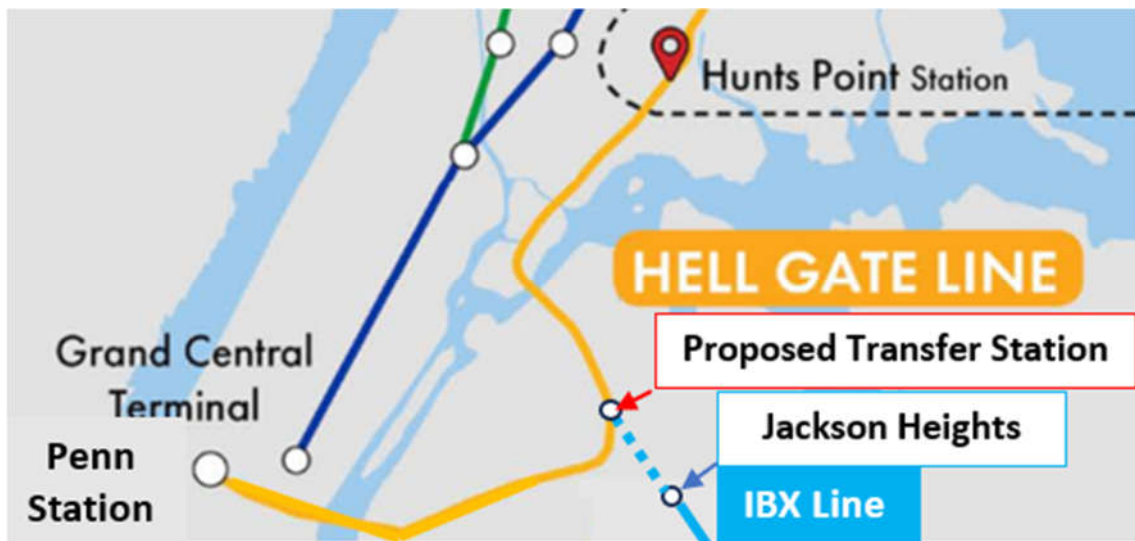 Hunts Point Station
HELL GATE LINE
Proposed Transfer Station
Grand Central
Terminal
Jackson Heights
Penn
Station
IBX Line